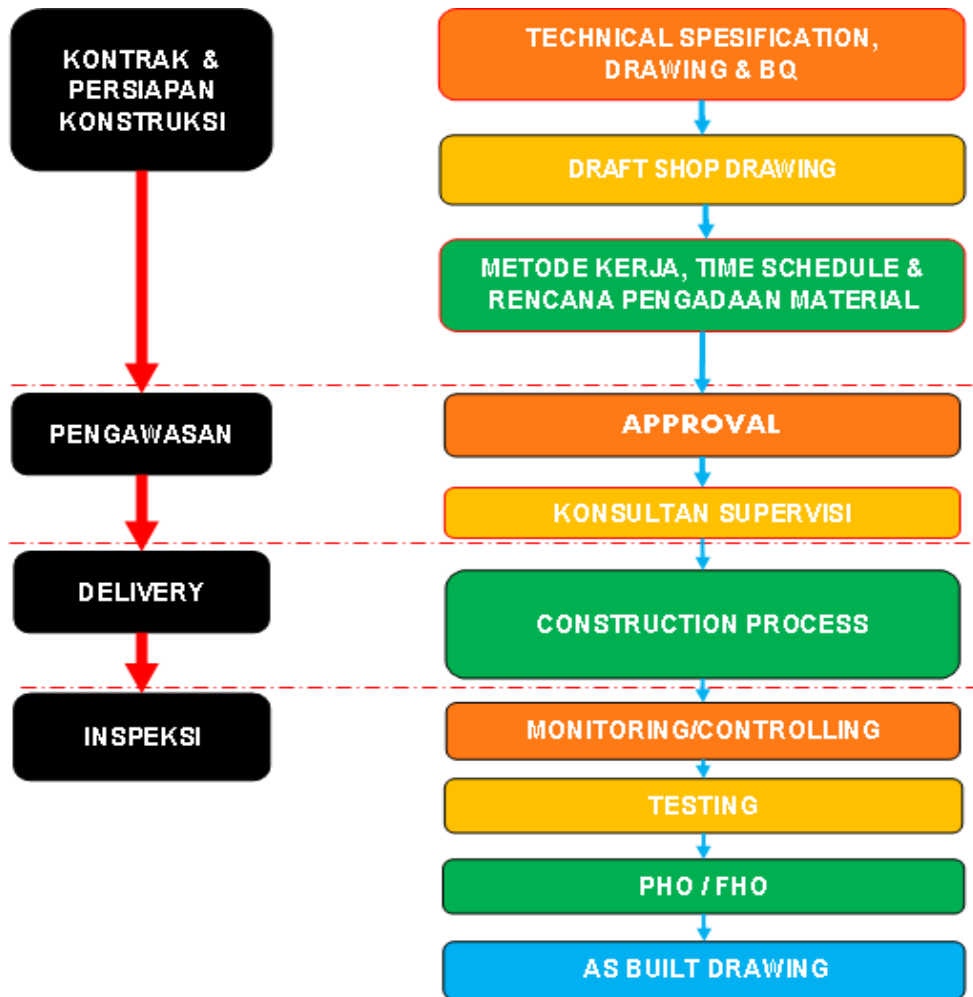 KONTRAK &
PERSIAPAN
KONSTRUKSI
TECHNICAL SPESIFICATION,
DRAWING & BQ
DRAFT SHOP DRAWING
METODE KERJA, TIME SCHEDULE &
RENCANA PENGADAAN MATERIAL
PENGAWASAN
APPROVAL
KONSULTAN SUPERVISI
DELIVERY
CONSTRUCTION PROCESS
INSPEKSI
MONITORING/CONTROLLING
TESTING
PHO / FHO
AS BUILT DRAWING